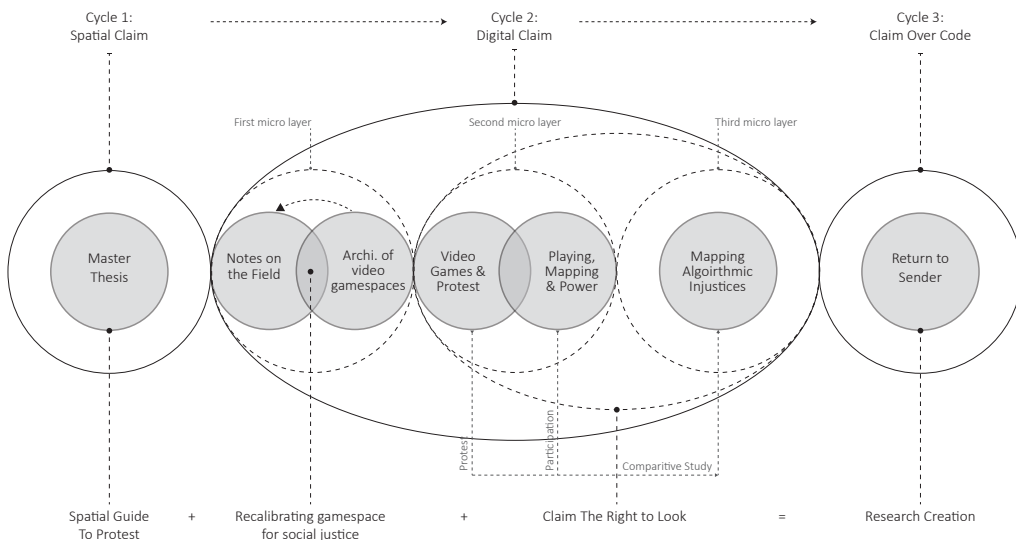 Cycle 1:
Spatial Claim
Cycle 2:
Digital Claim
Cycle 3:
Claim Over Code
First micro layer
Second micro layer
Third micro layer
Master
Thesis
Notes on
the Field
Archi. of
video
gamespaces
Video
Games &
Protest
Playing,
Mapping
& Power
Mapping
Algoirthmic
Injustices
Return to
Sender
Protest
Participation
Comparitive Study
Spatial Guide
To Protest
+
Recalibrating gamespace
for social justice
+
Claim The Right to Look
=
Research Creation